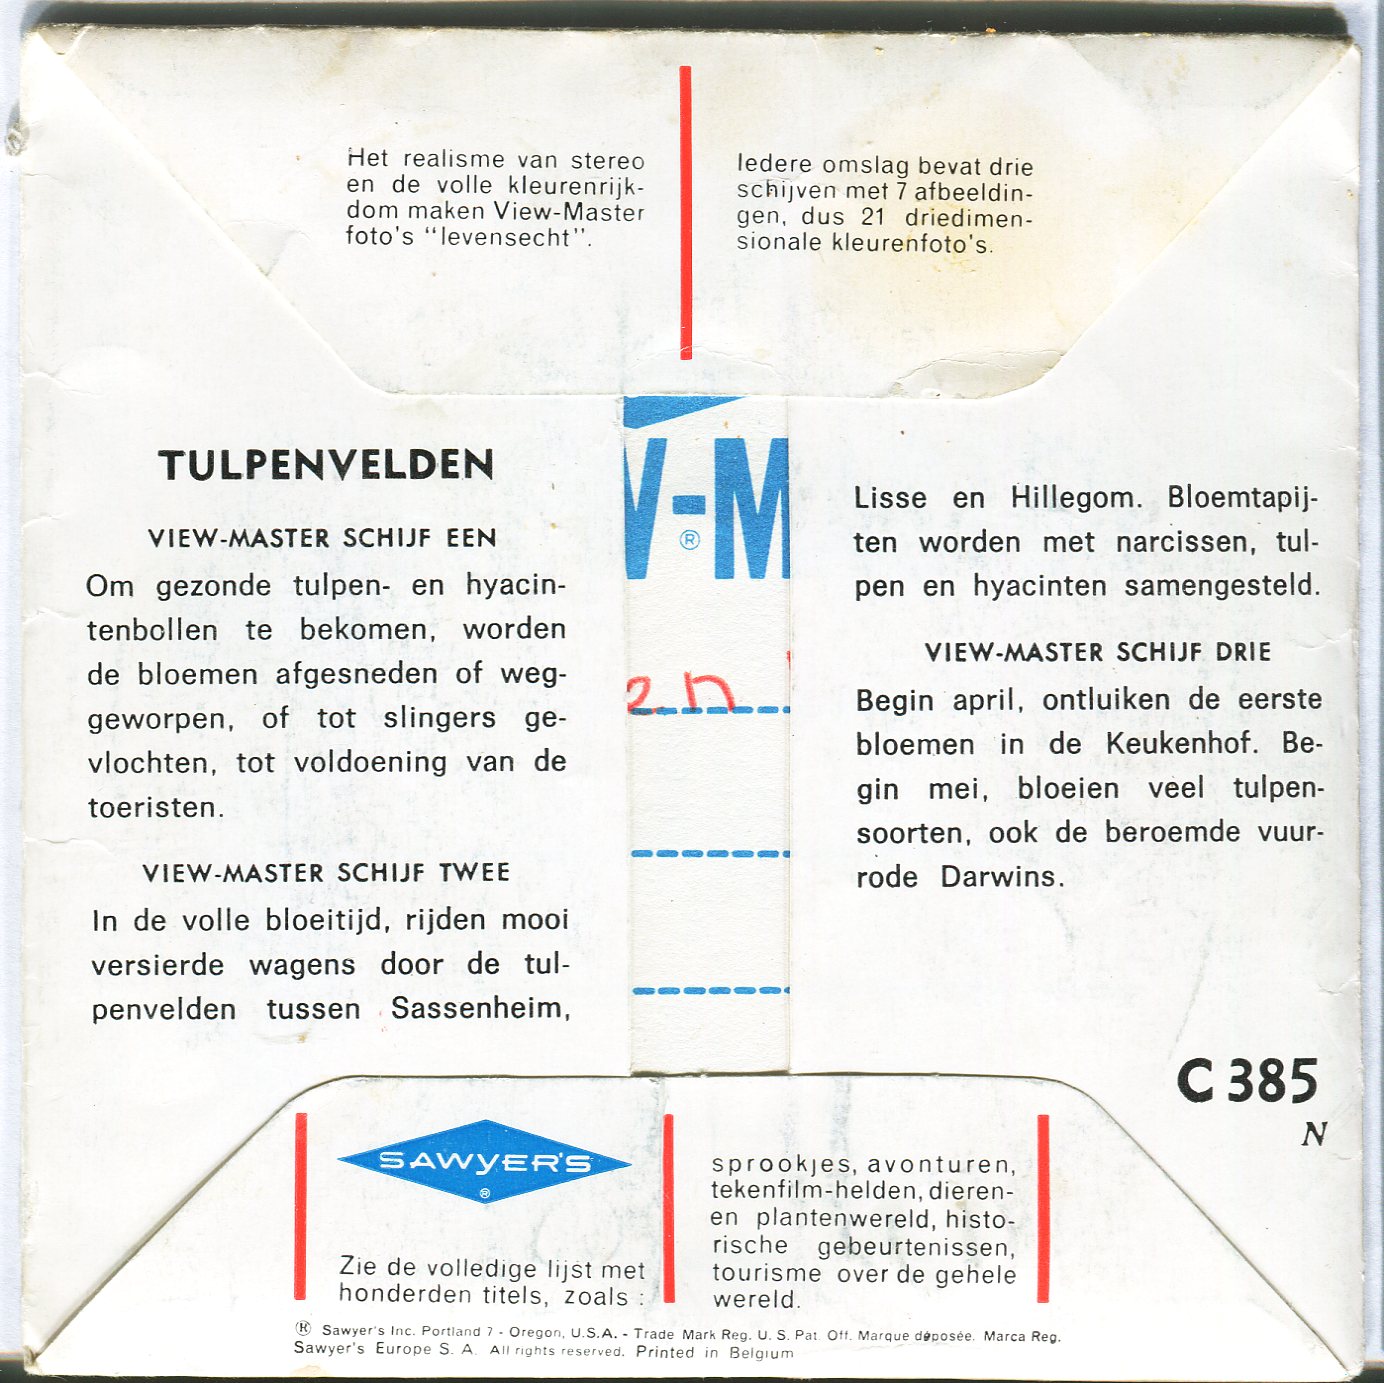 Het realisme van stereo
en de volle kleurenrijk-
dom maken View-Master
foto's "levensecht".
Iedere omslag bevat drie
schijven met 7 afbeeldin-
gen, dus 21 driedimen-
sionale kleurenfoto's.
TULPENVELDEN
VIEW-MASTER SCHIJF EEN
Om gezonde tulpen- en hyacin-
tenbollen te bekomen, worden
de bloemen afgesneden of weg-
geworpen, of tot slingers ge-
vlochten, tot voldoening van de
toeristen.
VIEW-MASTER SCHIJF TWEE
In de volle bloeitijd, rijden mooi
versierde wagens door de tul-
penvelden tussen Sassenheim,
W-M
®
en
Lisse en Hillegom. Bloemtapij-
ten worden met narcissen, tul-
pen en hyacinten samengesteld.
VIEW-MASTER SCHIJF DRIE
Begin april, ontluiken de eerste
bloemen in de Keukenhof. Be-
gin mei, bloeien veel tulpen-
soorten, ook de beroemde vuur-
rode Darwins.
C 385
N
SAWYER'S
®
Zie de volledige lijst met
honderden titels, zoals :
sprookjes, avonturen,
tekenfilm-helden, dieren-
en plantenwereld, histo-
rische gebeurtenissen,
tourisme over de gehele
wereld.
® Sawyer's Inc. Portland 7 - Oregon, U.S.A. - Trade Mark Reg. U. S. Pat. Off. Marque déposée. Marca Reg.
Sawyer's Europe S. A. All rights reserved. Printed in Belgium